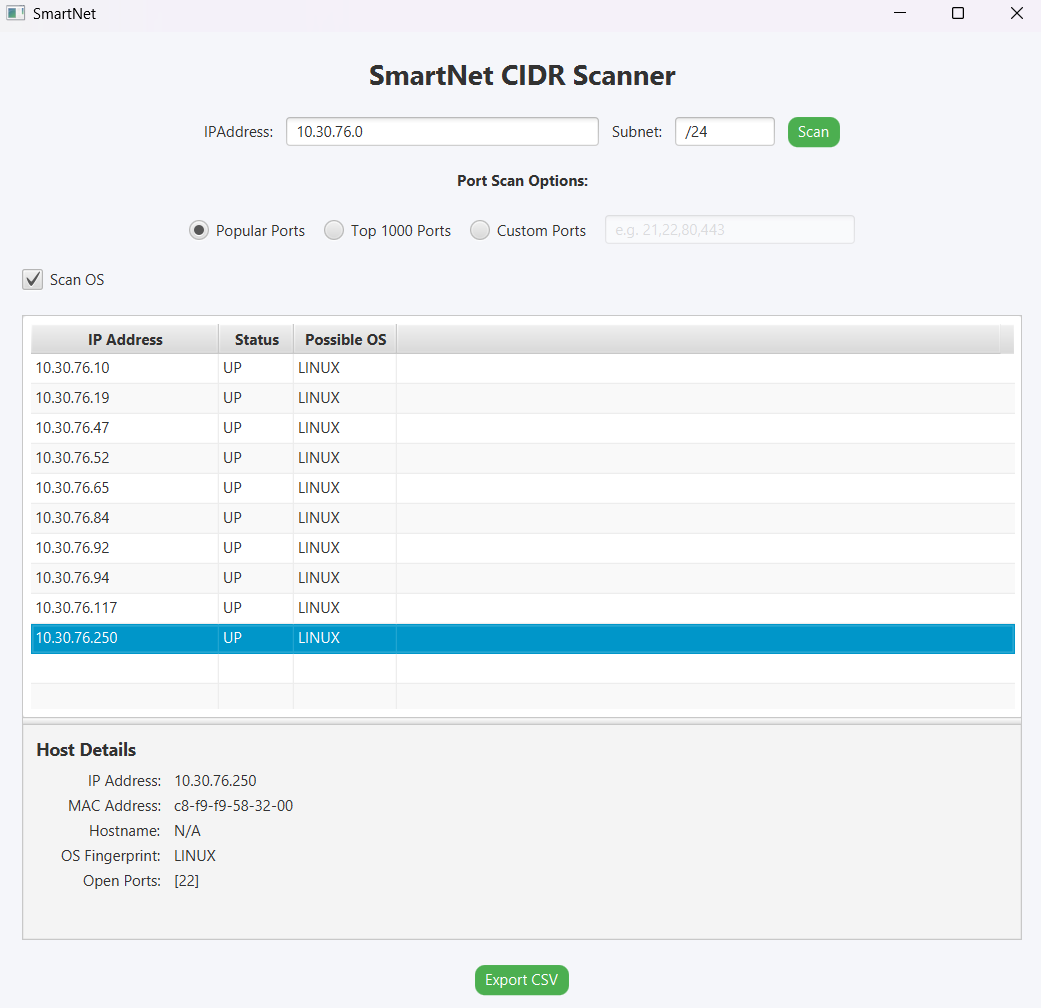 SmartNet
SmartNet CIDR Scanner
IPAddress: 10.30.76.0 Subnet: /24 Scan
Port Scan Options:
Popular Ports Top 1000 Ports Custom Ports e.g. 21,22,80,443
Scan OS
IP Address Status Possible OS
10.30.76.10 UP LINUX
10.30.76.19 UP LINUX
10.30.76.47 UP LINUX
10.30.76.52 UP LINUX
10.30.76.65 UP LINUX
10.30.76.84 UP LINUX
10.30.76.92 UP LINUX
10.30.76.94 UP LINUX
10.30.76.117 UP LINUX
10.30.76.250 UP LINUX
Host Details
IP Address: 10.30.76.250
MAC Address: c8-f9-f9-58-32-00
Hostname: N/A
OS Fingerprint: LINUX
Open Ports: [22]
Export CSV